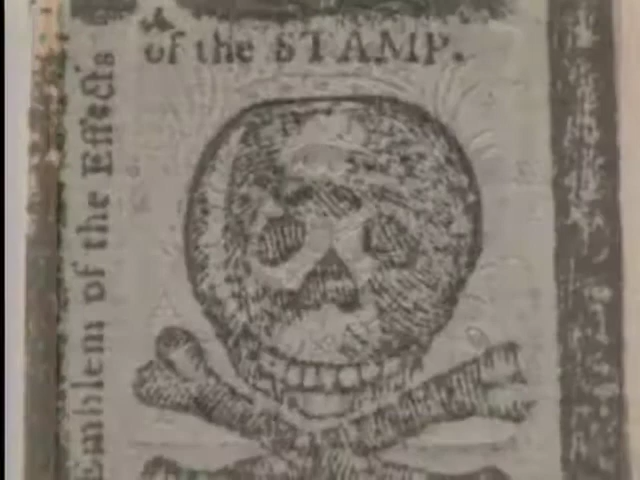 Emblem of the Effects
of the STAMP.